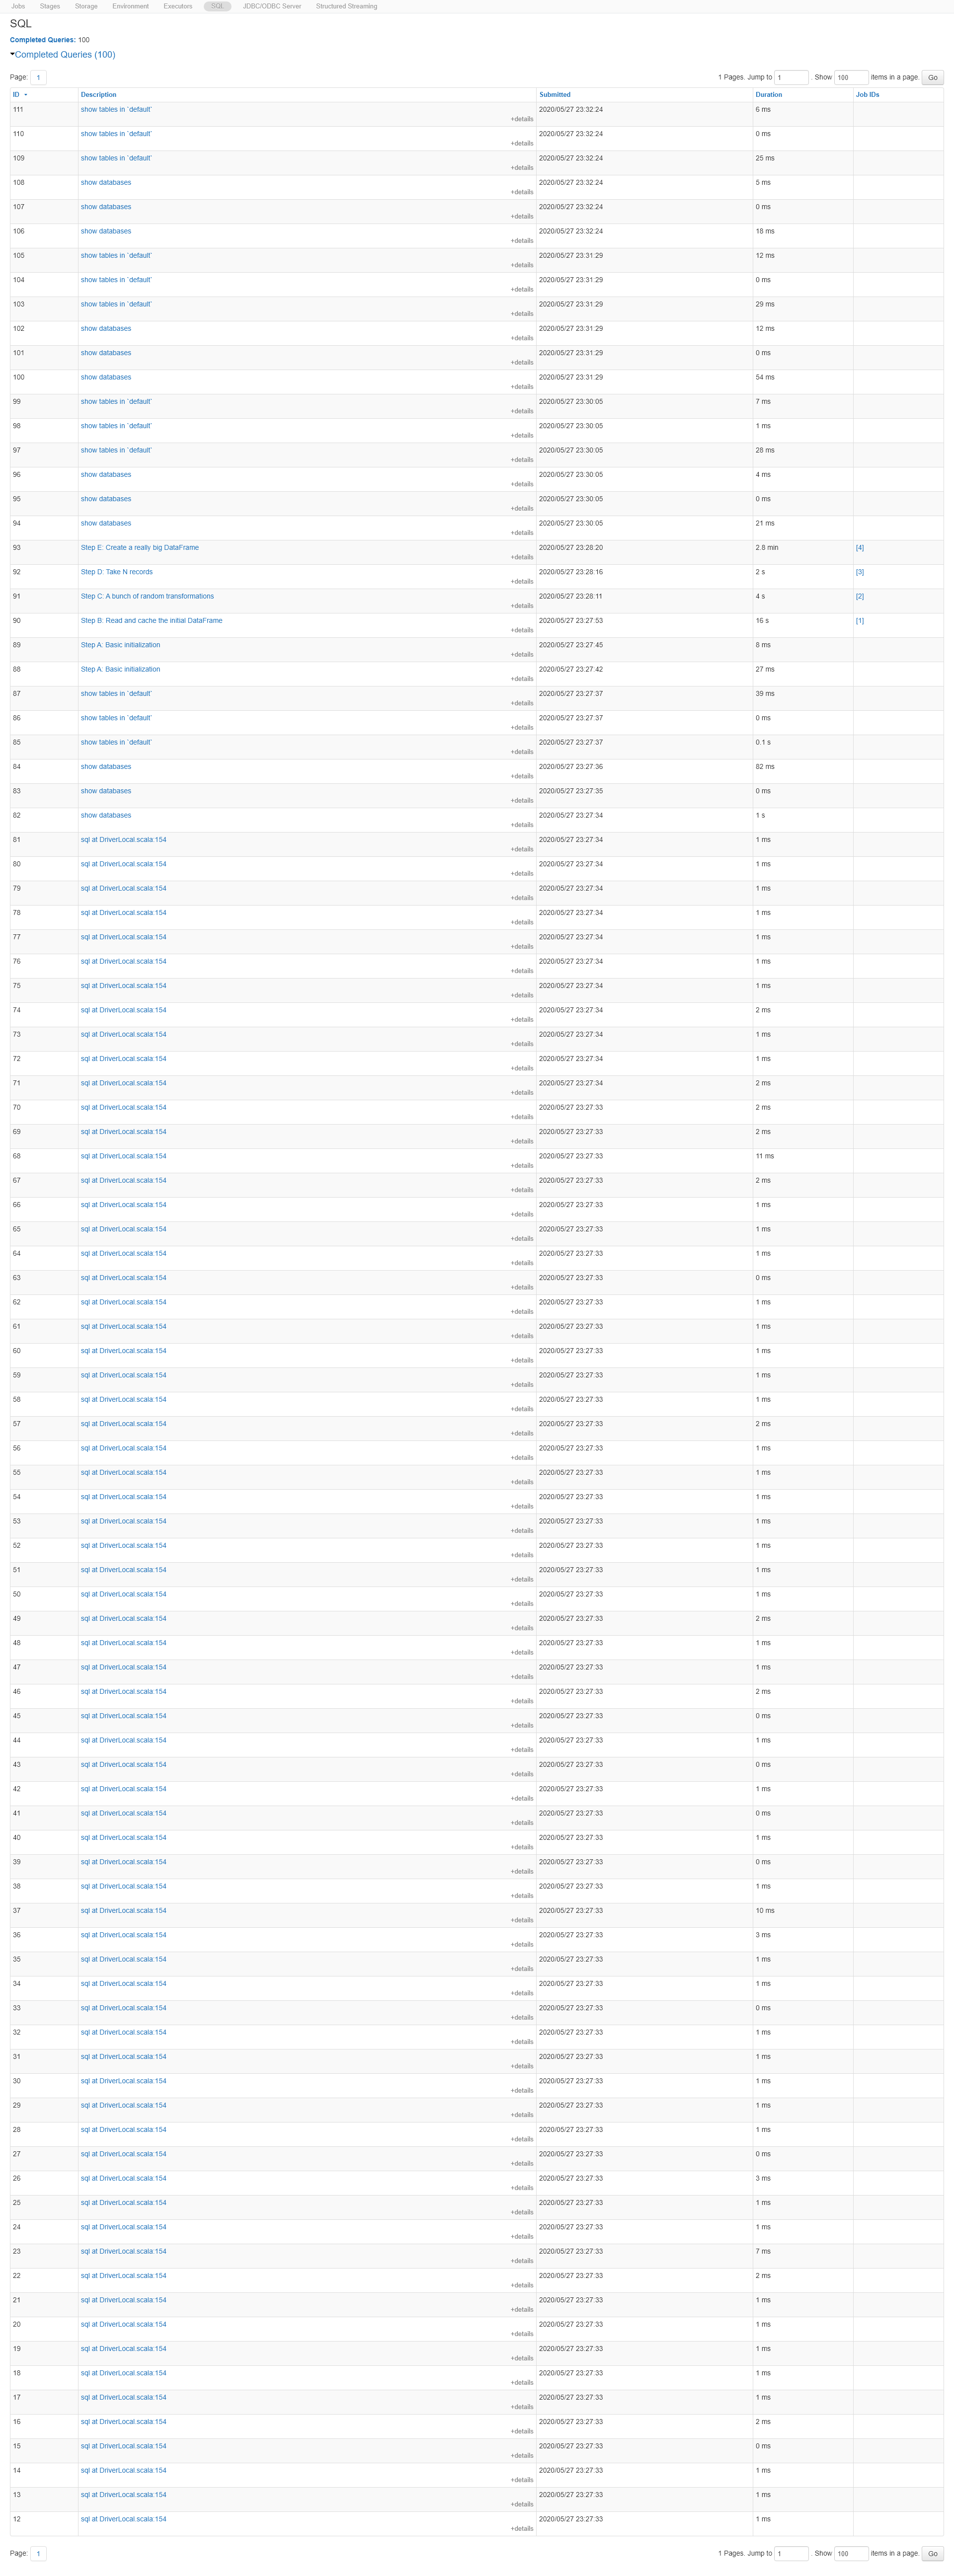 Jobs Stages Storage Environment Executors SQL JDBC/ODBC Server Structured Streaming
SQL
Completed Queries: 100
Completed Queries (100)
Page: 1 1 Pages. Jump to 1 . Show 100 items in a page. Go
ID Description Submitted Duration Job IDs
111 show tables in `default` 2020/05/27 23:32:24 6 ms
+details
110 show tables in `default` 2020/05/27 23:32:24 0 ms
+details
109 show tables in `default` 2020/05/27 23:32:24 25 ms
+details
108 show databases 2020/05/27 23:32:24 5 ms
+details
107 show databases 2020/05/27 23:32:24 0 ms
+details
106 show databases 2020/05/27 23:32:24 18 ms
+details
105 show tables in `default` 2020/05/27 23:31:29 12 ms
+details
104 show tables in `default` 2020/05/27 23:31:29 0 ms
+details
103 show tables in `default` 2020/05/27 23:31:29 29 ms
+details
102 show databases 2020/05/27 23:31:29 12 ms
+details
101 show databases 2020/05/27 23:31:29 0 ms
+details
100 show databases 2020/05/27 23:31:29 54 ms
+details
99 show tables in `default` 2020/05/27 23:30:05 7 ms
+details
98 show tables in `default` 2020/05/27 23:30:05 1 ms
+details
97 show tables in `default` 2020/05/27 23:30:05 28 ms
+details
96 show databases 2020/05/27 23:30:05 4 ms
+details
95 show databases 2020/05/27 23:30:05 0 ms
+details
94 show databases 2020/05/27 23:30:05 21 ms
+details
93 Step E: Create a really big DataFrame 2020/05/27 23:28:20 2.8 min [4]
+details
92 Step D: Take N records 2020/05/27 23:28:16 2 s [3]
+details
91 Step C: A bunch of random transformations 2020/05/27 23:28:11 4 s [2]
+details
90 Step B: Read and cache the initial DataFrame 2020/05/27 23:27:53 16 s [1]
+details
89 Step A: Basic initialization 2020/05/27 23:27:45 8 ms
+details
88 Step A: Basic initialization 2020/05/27 23:27:42 27 ms
+details
87 show tables in `default` 2020/05/27 23:27:37 39 ms
+details
86 show tables in `default` 2020/05/27 23:27:37 0 ms
+details
85 show tables in `default` 2020/05/27 23:27:37 0.1 s
+details
84 show databases 2020/05/27 23:27:36 82 ms
+details
83 show databases 2020/05/27 23:27:35 0 ms
+details
82 show databases 2020/05/27 23:27:34 1 s
+details
81 sql at DriverLocal.scala:154 2020/05/27 23:27:34 1 ms
+details
80 sql at DriverLocal.scala:154 2020/05/27 23:27:34 1 ms
+details
79 sql at DriverLocal.scala:154 2020/05/27 23:27:34 1 ms
+details
78 sql at DriverLocal.scala:154 2020/05/27 23:27:34 1 ms
+details
77 sql at DriverLocal.scala:154 2020/05/27 23:27:34 1 ms
+details
76 sql at DriverLocal.scala:154 2020/05/27 23:27:34 1 ms
+details
75 sql at DriverLocal.scala:154 2020/05/27 23:27:34 1 ms
+details
74 sql at DriverLocal.scala:154 2020/05/27 23:27:34 2 ms
+details
73 sql at DriverLocal.scala:154 2020/05/27 23:27:34 1 ms
+details
72 sql at DriverLocal.scala:154 2020/05/27 23:27:34 1 ms
+details
71 sql at DriverLocal.scala:154 2020/05/27 23:27:34 2 ms
+details
70 sql at DriverLocal.scala:154 2020/05/27 23:27:33 2 ms
+details
69 sql at DriverLocal.scala:154 2020/05/27 23:27:33 2 ms
+details
68 sql at DriverLocal.scala:154 2020/05/27 23:27:33 11 ms
+details
67 sql at DriverLocal.scala:154 2020/05/27 23:27:33 2 ms
+details
66 sql at DriverLocal.scala:154 2020/05/27 23:27:33 1 ms
+details
65 sql at DriverLocal.scala:154 2020/05/27 23:27:33 1 ms
+details
64 sql at DriverLocal.scala:154 2020/05/27 23:27:33 1 ms
+details
63 sql at DriverLocal.scala:154 2020/05/27 23:27:33 0 ms
+details
62 sql at DriverLocal.scala:154 2020/05/27 23:27:33 1 ms
+details
61 sql at DriverLocal.scala:154 2020/05/27 23:27:33 1 ms
+details
60 sql at DriverLocal.scala:154 2020/05/27 23:27:33 1 ms
+details
59 sql at DriverLocal.scala:154 2020/05/27 23:27:33 1 ms
+details
58 sql at DriverLocal.scala:154 2020/05/27 23:27:33 1 ms
+details
57 sql at DriverLocal.scala:154 2020/05/27 23:27:33 2 ms
+details
56 sql at DriverLocal.scala:154 2020/05/27 23:27:33 1 ms
+details
55 sql at DriverLocal.scala:154 2020/05/27 23:27:33 1 ms
+details
54 sql at DriverLocal.scala:154 2020/05/27 23:27:33 1 ms
+details
53 sql at DriverLocal.scala:154 2020/05/27 23:27:33 1 ms
+details
52 sql at DriverLocal.scala:154 2020/05/27 23:27:33 1 ms
+details
51 sql at DriverLocal.scala:154 2020/05/27 23:27:33 1 ms
+details
50 sql at DriverLocal.scala:154 2020/05/27 23:27:33 1 ms
+details
49 sql at DriverLocal.scala:154 2020/05/27 23:27:33 2 ms
+details
48 sql at DriverLocal.scala:154 2020/05/27 23:27:33 1 ms
+details
47 sql at DriverLocal.scala:154 2020/05/27 23:27:33 1 ms
+details
46 sql at DriverLocal.scala:154 2020/05/27 23:27:33 2 ms
+details
45 sql at DriverLocal.scala:154 2020/05/27 23:27:33 0 ms
+details
44 sql at DriverLocal.scala:154 2020/05/27 23:27:33 1 ms
+details
43 sql at DriverLocal.scala:154 2020/05/27 23:27:33 0 ms
+details
42 sql at DriverLocal.scala:154 2020/05/27 23:27:33 1 ms
+details
41 sql at DriverLocal.scala:154 2020/05/27 23:27:33 0 ms
+details
40 sql at DriverLocal.scala:154 2020/05/27 23:27:33 1 ms
+details
39 sql at DriverLocal.scala:154 2020/05/27 23:27:33 0 ms
+details
38 sql at DriverLocal.scala:154 2020/05/27 23:27:33 1 ms
+details
37 sql at DriverLocal.scala:154 2020/05/27 23:27:33 10 ms
+details
36 sql at DriverLocal.scala:154 2020/05/27 23:27:33 3 ms
+details
35 sql at DriverLocal.scala:154 2020/05/27 23:27:33 1 ms
+details
34 sql at DriverLocal.scala:154 2020/05/27 23:27:33 1 ms
+details
33 sql at DriverLocal.scala:154 2020/05/27 23:27:33 0 ms
+details
32 sql at DriverLocal.scala:154 2020/05/27 23:27:33 1 ms
+details
31 sql at DriverLocal.scala:154 2020/05/27 23:27:33 1 ms
+details
30 sql at DriverLocal.scala:154 2020/05/27 23:27:33 1 ms
+details
29 sql at DriverLocal.scala:154 2020/05/27 23:27:33 1 ms
+details
28 sql at DriverLocal.scala:154 2020/05/27 23:27:33 1 ms
+details
27 sql at DriverLocal.scala:154 2020/05/27 23:27:33 0 ms
+details
26 sql at DriverLocal.scala:154 2020/05/27 23:27:33 3 ms
+details
25 sql at DriverLocal.scala:154 2020/05/27 23:27:33 1 ms
+details
24 sql at DriverLocal.scala:154 2020/05/27 23:27:33 1 ms
+details
23 sql at DriverLocal.scala:154 2020/05/27 23:27:33 7 ms
+details
22 sql at DriverLocal.scala:154 2020/05/27 23:27:33 2 ms
+details
21 sql at DriverLocal.scala:154 2020/05/27 23:27:33 1 ms
+details
20 sql at DriverLocal.scala:154 2020/05/27 23:27:33 1 ms
+details
19 sql at DriverLocal.scala:154 2020/05/27 23:27:33 1 ms
+details
18 sql at DriverLocal.scala:154 2020/05/27 23:27:33 1 ms
+details
17 sql at DriverLocal.scala:154 2020/05/27 23:27:33 1 ms
+details
16 sql at DriverLocal.scala:154 2020/05/27 23:27:33 2 ms
+details
15 sql at DriverLocal.scala:154 2020/05/27 23:27:33 0 ms
+details
14 sql at DriverLocal.scala:154 2020/05/27 23:27:33 1 ms
+details
13 sql at DriverLocal.scala:154 2020/05/27 23:27:33 1 ms
+details
12 sql at DriverLocal.scala:154 2020/05/27 23:27:33 1 ms
+details
Page: 1 1 Pages. Jump to 1 . Show 100 items in a page. Go